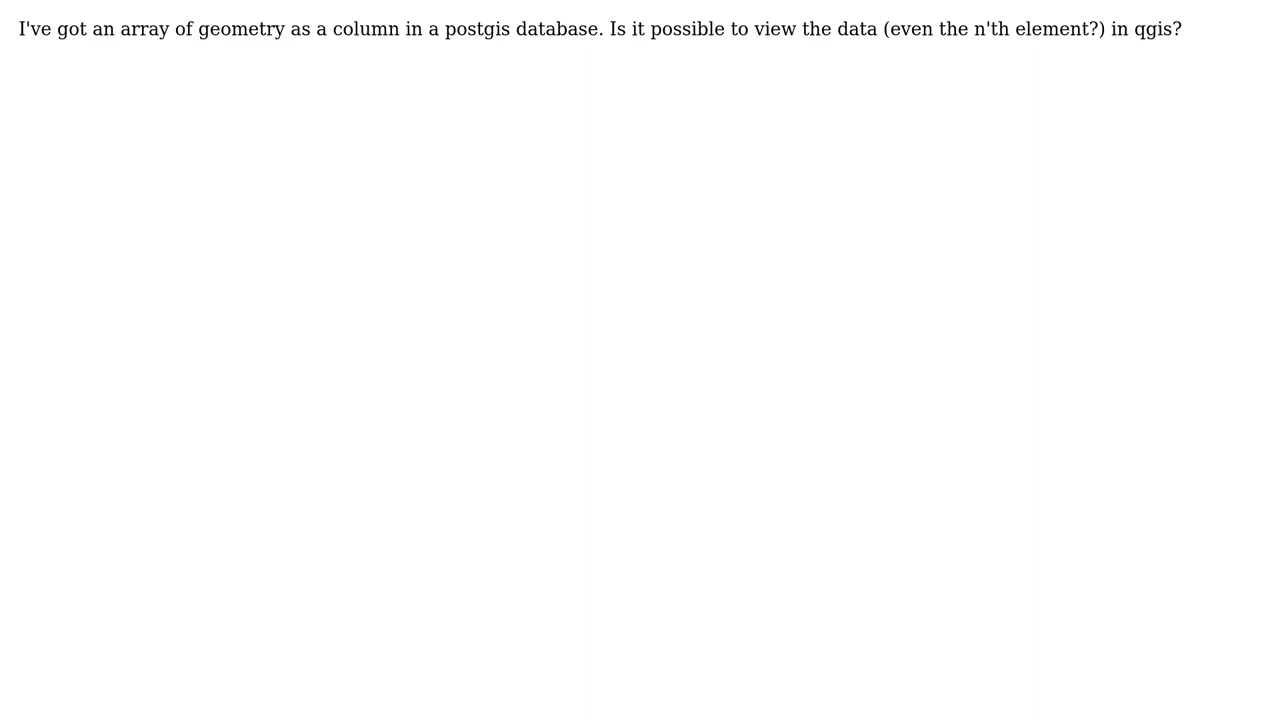 I've got an array of geometry as a column in a postgis database. Is it possible to view the data (even the n'th element?) in qgis?